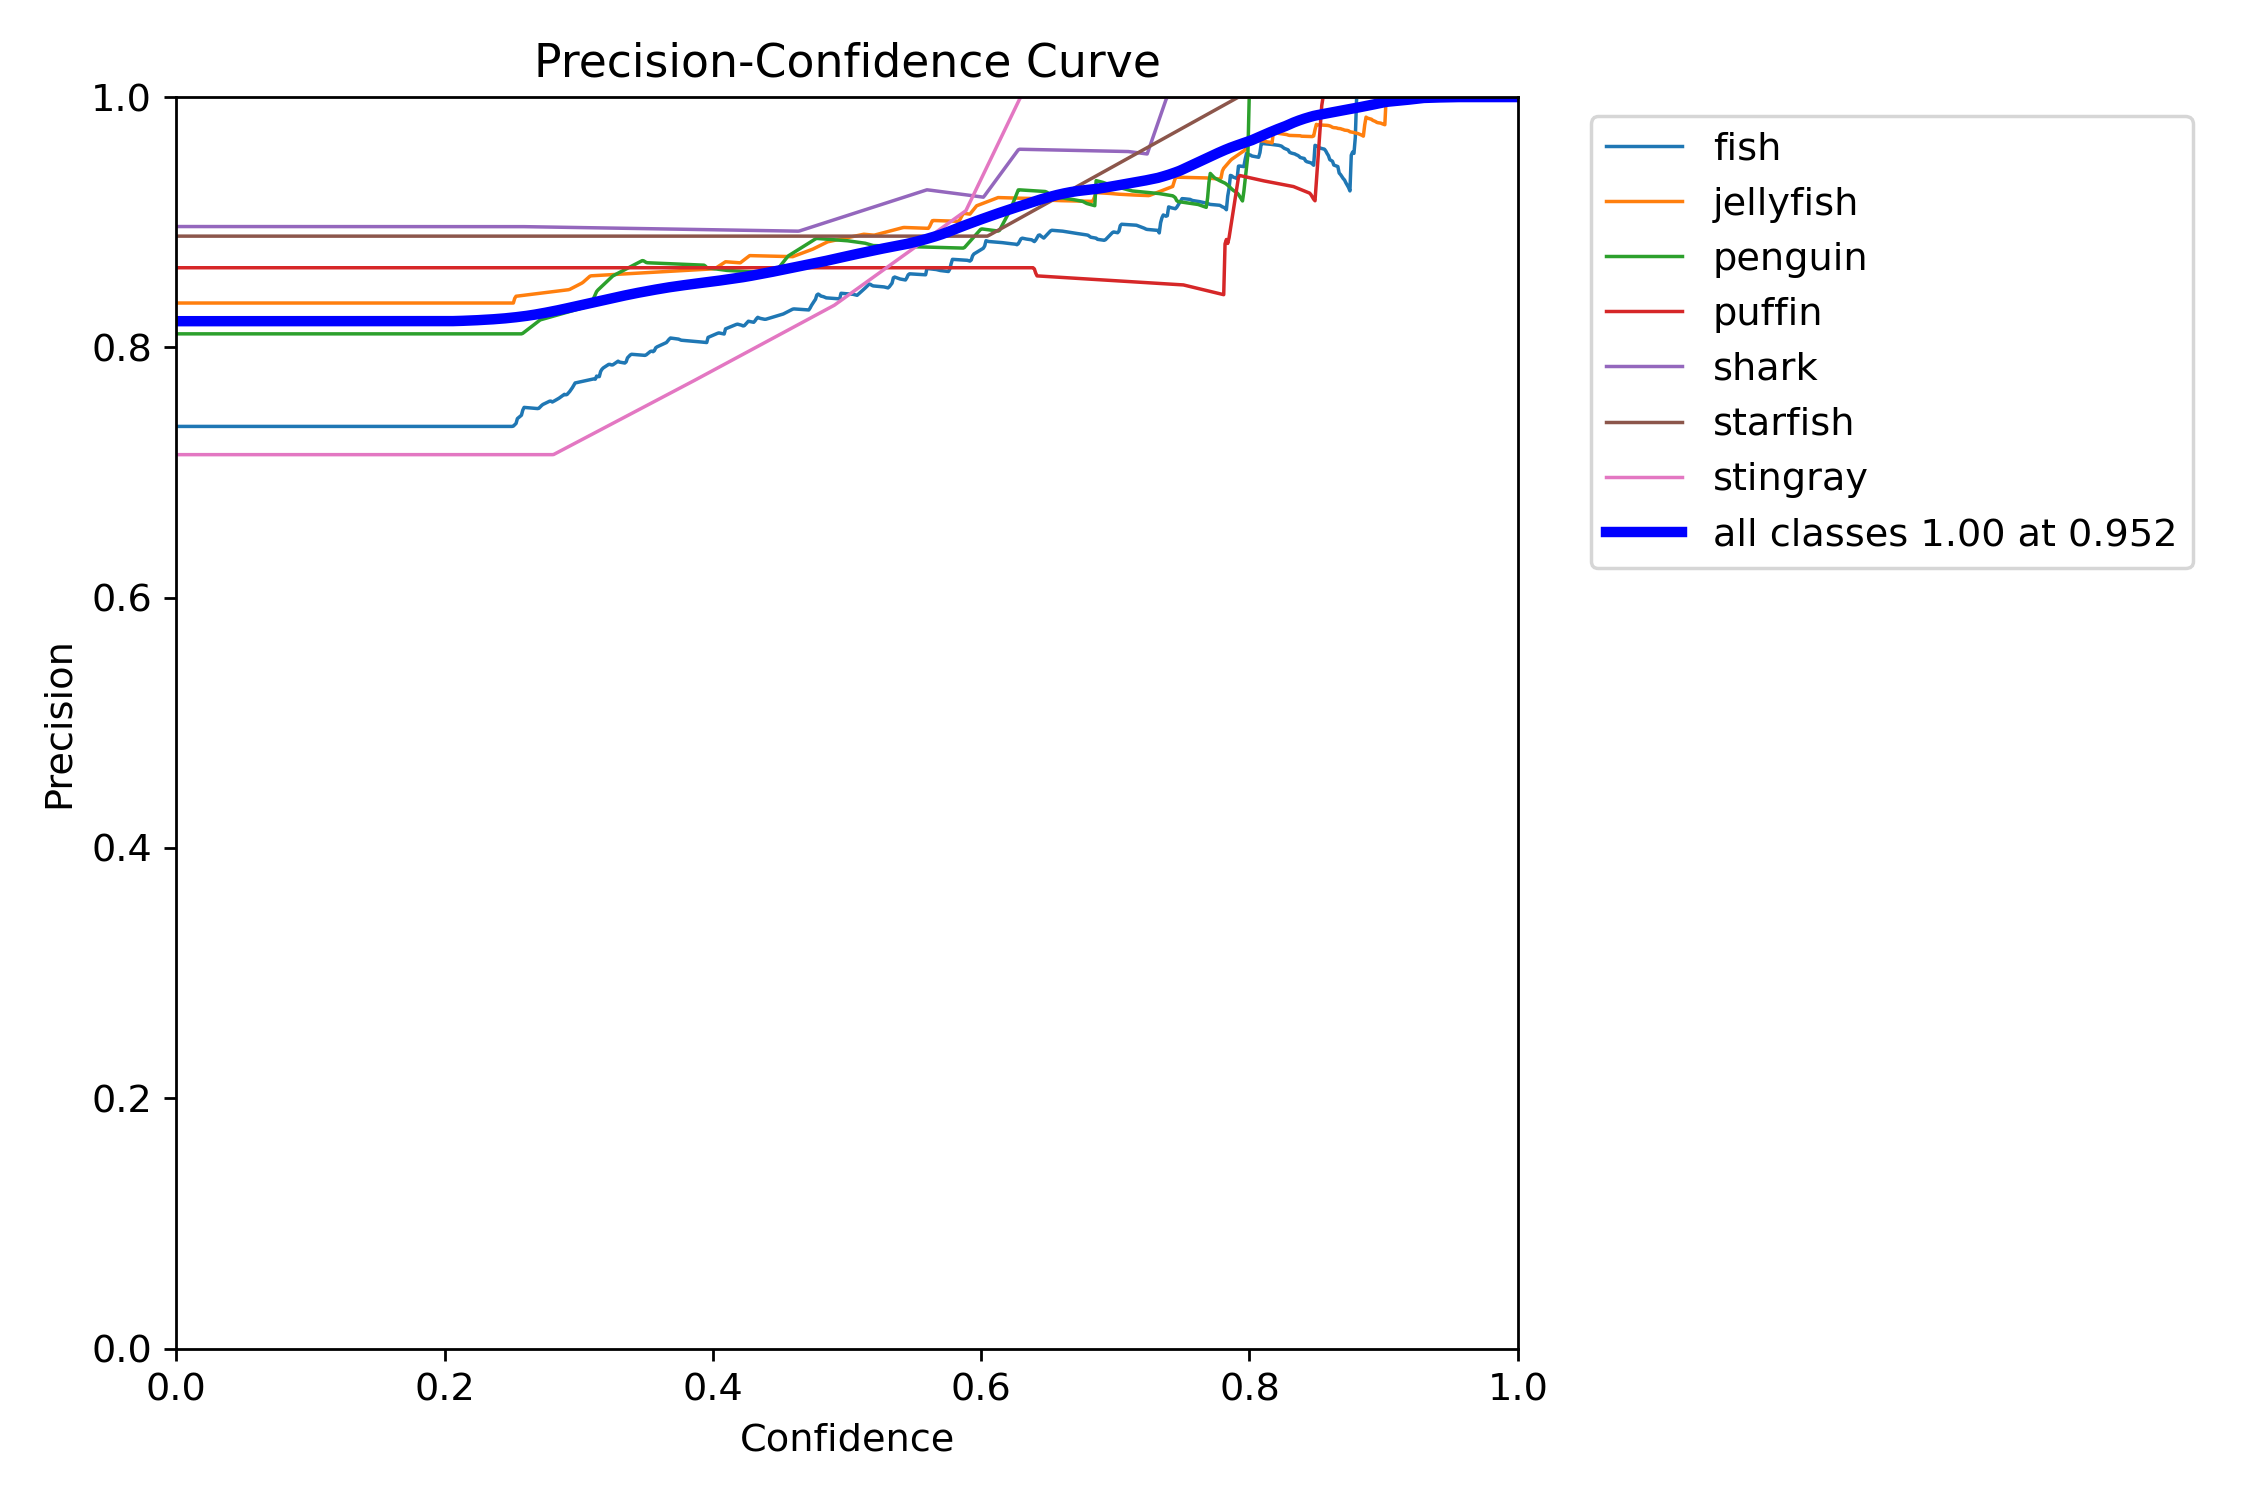 Precision-Confidence Curve
1.0
0.8
0.6
0.4
0.2
0.0
Precision
0.0 0.2 0.4 0.6 0.8 1.0
Confidence
fish
jellyfish
penguin
puffin
shark
starfish
stingray
all classes 1.00 at 0.952